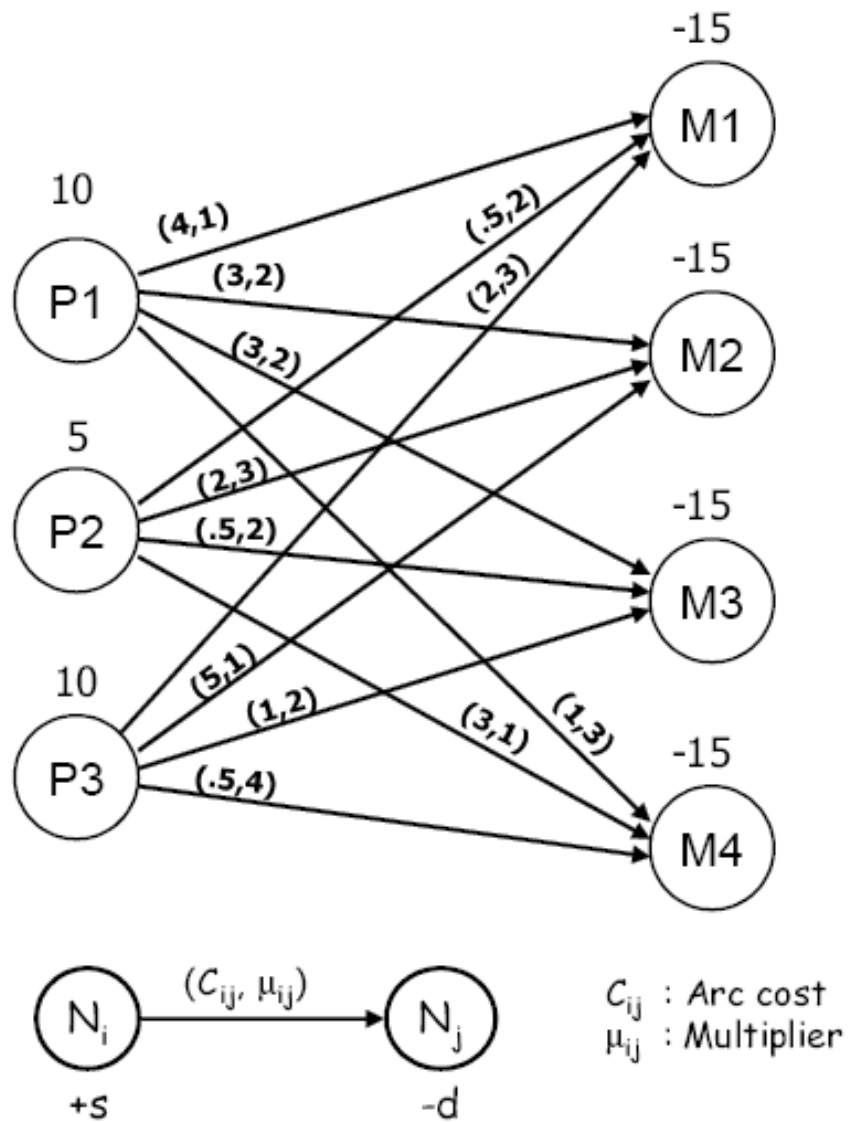 -15
M1
10
(4,1)
(.5,2)
P1
(3,2)
(2,3)
-15
M2
(3,2)
5
P2
(2,3)
(.5,2)
-15
M3
10
P3
(5,1)
(1,2)
(3,1)
(1,3)
(.5,4)
-15
M4
(Cij, μij)
Ni
Nj
Cij : Arc cost
μij : Multiplier
+s
-d